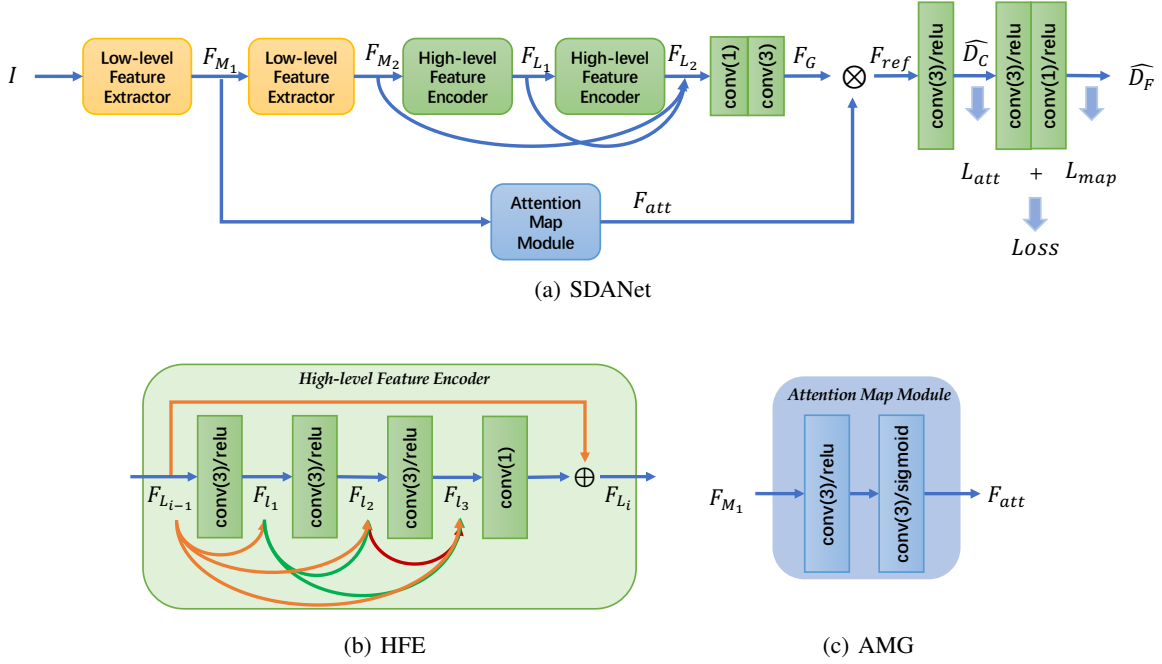 I
Low-level
Feature
Extractor
F_{M_1}
Low-level
Feature
Extractor
F_{M_2}
High-level
Feature
Encoder
F_{L_1}
High-level
Feature
Encoder
F_{L_2}
conv(1)
conv(3)
F_G
⊗
F_{ref}
conv(3)/relu
\widehat{D_C}
conv(3)/relu
conv(1)/relu
\widehat{D_F}
L_{att} + L_{map}
Loss
Attention
Map
Module
F_{att}
(a) SDANet
High-level Feature Encoder
F_{L_{i-1}}
conv(3)/relu
F_{l_1}
conv(3)/relu
F_{l_2}
conv(3)/relu
F_{l_3}
conv(1)
⊕
F_{L_i}
(b) HFE
Attention Map Module
F_{M_1}
conv(3)/relu
conv(3)/sigmoid
F_{att}
(c) AMG